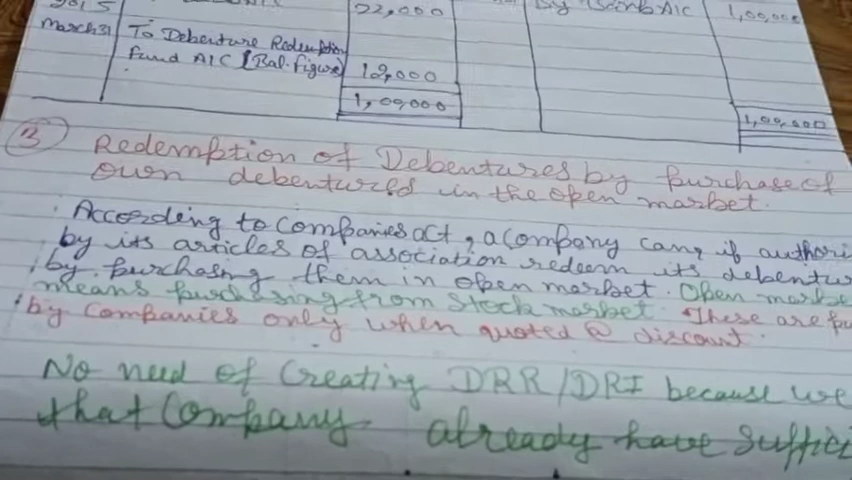 2015 22,000 By Bank A/C 1,00,000
March 31 To Debenture Redemption
Fund A/C (Bal. figure) 12,000
1,00,000 1,00,000
3 Redemption of Debentures by purchase of
own debentures in the open market.
According to Companies act, a company can, if authori
by its articles of association redeem its debentu
by purchasing them in open market. Open marke
means purchasing from stock market. These are pu
by Companies only when quoted @ discount.
No need of Creating DRR/DRI because we
that Company already have suffici